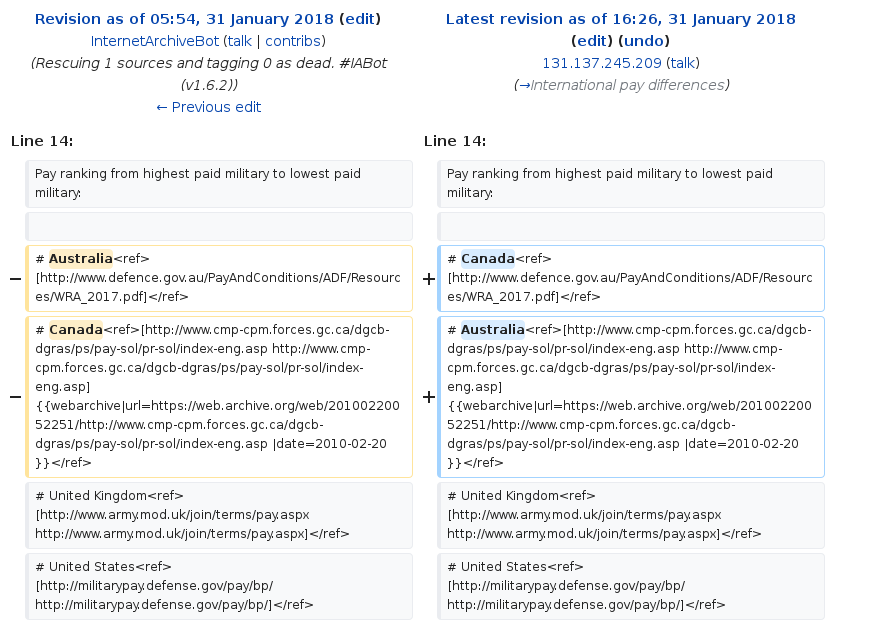 Revision as of 05:54, 31 January 2018 (edit)
InternetArchiveBot (talk | contribs)
(Rescuing 1 sources and tagging 0 as dead. #IABot
(v1.6.2))
← Previous edit
Latest revision as of 16:26, 31 January 2018
(edit) (undo)
131.137.245.209 (talk)
(→International pay differences)
Line 14:
Line 14:
Pay ranking from highest paid military to lowest paid
military:
Pay ranking from highest paid military to lowest paid
military:
− # Australia<ref>
[http://www.defence.gov.au/PayAndConditions/ADF/Resourc
es/WRA_2017.pdf]</ref>
+ # Canada<ref>
[http://www.defence.gov.au/PayAndConditions/ADF/Resourc
es/WRA_2017.pdf]</ref>
− # Canada<ref>[http://www.cmp-cpm.forces.gc.ca/dgcb-
dgras/ps/pay-sol/pr-sol/index-eng.asp http://www.cmp-
cpm.forces.gc.ca/dgcb-dgras/ps/pay-sol/pr-sol/index-
eng.asp]
{{webarchive|url=https://web.archive.org/web/201002200
52251/http://www.cmp-cpm.forces.gc.ca/dgcb-
dgras/ps/pay-sol/pr-sol/index-eng.asp |date=2010-02-20
}}</ref>
+ # Australia<ref>[http://www.cmp-cpm.forces.gc.ca/dgcb-
dgras/ps/pay-sol/pr-sol/index-eng.asp http://www.cmp-
cpm.forces.gc.ca/dgcb-dgras/ps/pay-sol/pr-sol/index-
eng.asp]
{{webarchive|url=https://web.archive.org/web/201002200
52251/http://www.cmp-cpm.forces.gc.ca/dgcb-
dgras/ps/pay-sol/pr-sol/index-eng.asp |date=2010-02-20
}}</ref>
# United Kingdom<ref>
[http://www.army.mod.uk/join/terms/pay.aspx
http://www.army.mod.uk/join/terms/pay.aspx]</ref>
# United Kingdom<ref>
[http://www.army.mod.uk/join/terms/pay.aspx
http://www.army.mod.uk/join/terms/pay.aspx]</ref>
# United States<ref>
[http://militarypay.defense.gov/pay/bp/
http://militarypay.defense.gov/pay/bp/]</ref>
# United States<ref>
[http://militarypay.defense.gov/pay/bp/
http://militarypay.defense.gov/pay/bp/]</ref>